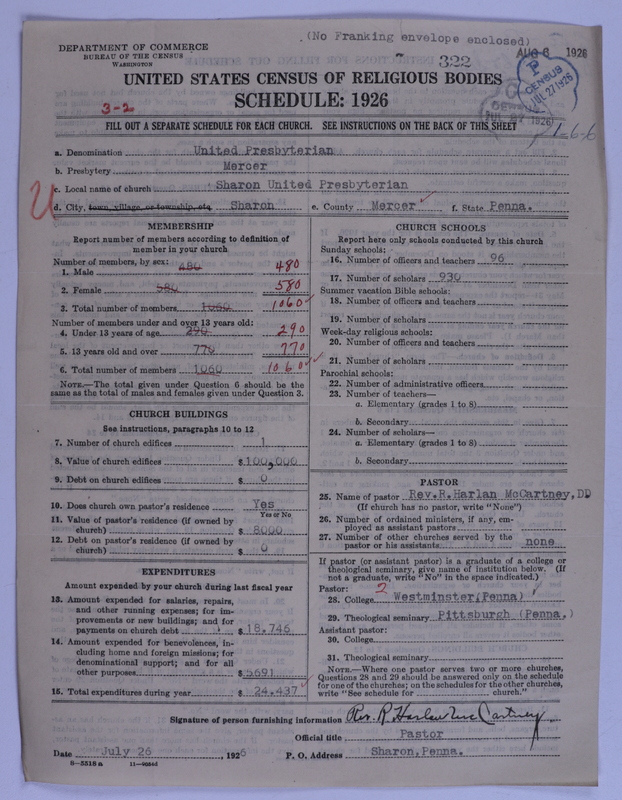 (No Franking envelope enclosed)
DEPARTMENT OF COMMERCE
BUREAU OF THE CENSUS
WASHINGTON
AUG 6 1926
322
P
CENSUS
JUL 27 1926
UNITED STATES CENSUS OF RELIGIOUS BODIES
SCHEDULE: 1926
3-2
JUL 27 1926
1-6-6
FILL OUT A SEPARATE SCHEDULE FOR EACH CHURCH. SEE INSTRUCTIONS ON THE BACK OF THIS SHEET
a. Denomination United Presbyterian
b. Presbytery Mercer
c. Local name of church Sharon United Presbyterian
d. City, town, village or township, etc Sharon e. County Mercer f. State Penna.
MEMBERSHIP
Report number of members according to definition of
member in your church
Number of members, by sex:
1. Male 480 480
2. Female 580 580
3. Total number of members 1060 1060
Number of members under and over 13 years old:
4. Under 13 years of age 290 290
5. 13 years old and over 770 770
6. Total number of members 1060 1060
NOTE.—The total given under Question 6 should be the
same as the total of males and females given under Question 3.
CHURCH BUILDINGS
See instructions, paragraphs 10 to 12
7. Number of church edifices 1
8. Value of church edifices $100,000
9. Debt on church edifices $ 0
10. Does church own pastor's residence Yes
Yes or No
11. Value of pastor's residence (if owned by
church) $ 8000
12. Debt on pastor's residence (if owned by
church) $ 0
EXPENDITURES
Amount expended by your church during last fiscal year
13. Amount expended for salaries, repairs,
and other running expenses; for im-
provements or new buildings; and for
payments on church debt $18,746
14. Amount expended for benevolences, in-
cluding home and foreign missions; for
denominational support; and for all
other purposes $5691
15. Total expenditures during year $ 24,437
CHURCH SCHOOLS
Report here only schools conducted by this church
Sunday schools:
16. Number of officers and teachers 96
17. Number of scholars 930
Summer vacation Bible schools:
18. Number of officers and teachers
19. Number of scholars
Week-day religious schools:
20. Number of officers and teachers
21. Number of scholars
Parochial schools:
22. Number of administrative officers
23. Number of teachers—
a. Elementary (grades 1 to 8)
b. Secondary
24. Number of scholars—
a. Elementary (grades 1 to 8)
b. Secondary
PASTOR
25. Name of pastor Rev.R.Harlan McCartney,DD
(If church has no pastor, write "None")
26. Number of ordained ministers, if any, em-
ployed as assistant pastors
27. Number of other churches served by the
pastor or his assistants none
If pastor (or assistant pastor) is a graduate of a college or
theological seminary, give name of institution below. (If
not a graduate, write "No" in the space indicated.)
Pastor: 2
28. College Westminster(Penna)
29. Theological seminary Pittsburgh (Penna.)
Assistant pastor:
30. College
31. Theological seminary
NOTE.—Where one pastor serves two or more churches,
Questions 28 and 29 should be answered only on the schedule
for one of the churches; on the schedules for the other churches,
write "See schedule for church."
Signature of person furnishing information Rev. R Harlan McCartney
Official title Pastor
Date July 26, 1926 P. O. Address Sharon,Penna.
8-5518a